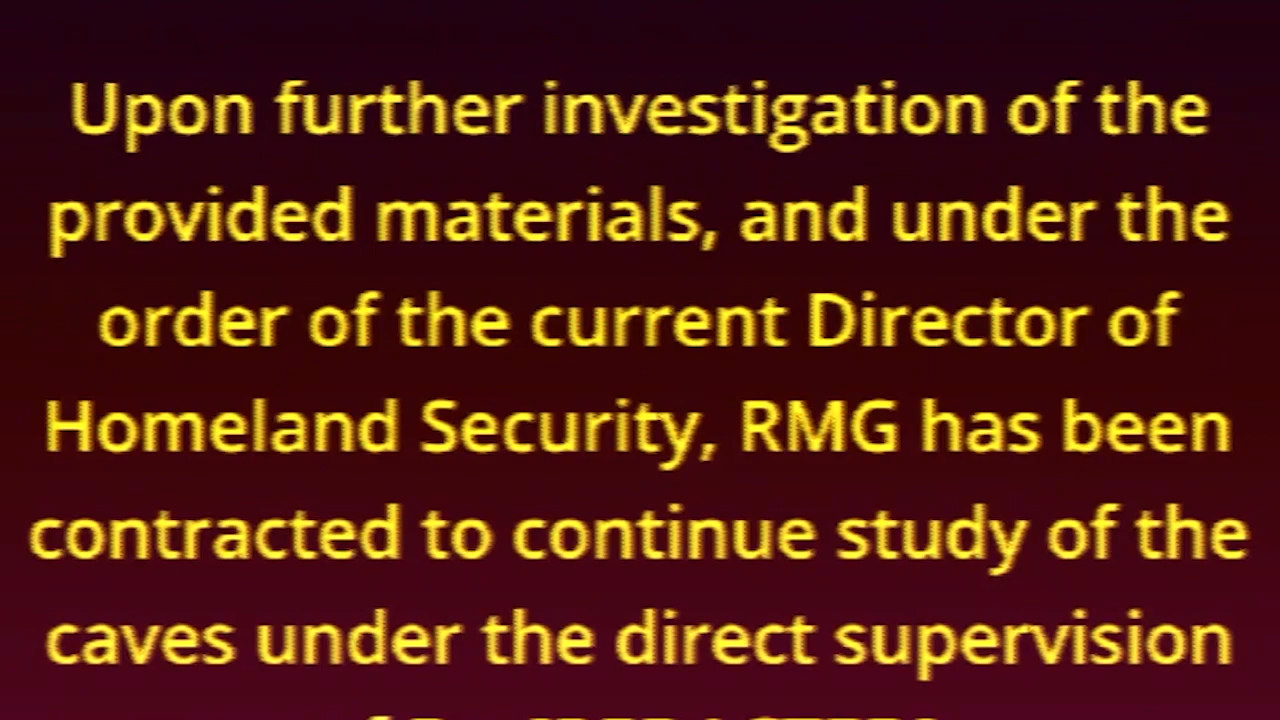 Upon further investigation of the
provided materials, and under the
order of the current Director of
Homeland Security, RMG has been
contracted to continue study of the
caves under the direct supervision